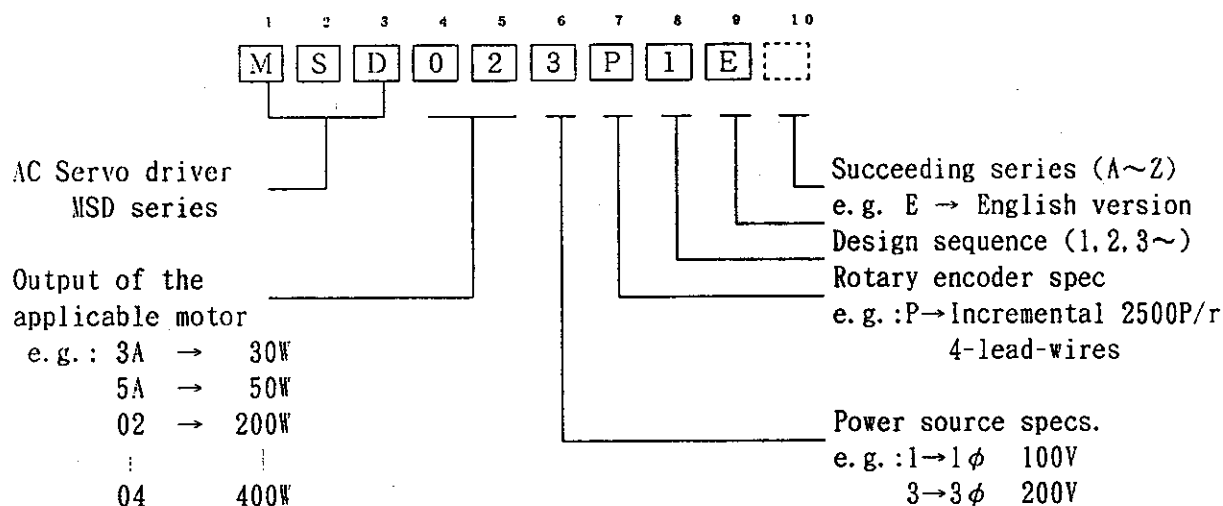 1 2 3 4 5 6 7 8 9 10
M S D 0 2 3 P 1 E
AC Servo driver
MSD series
Output of the
applicable motor
e.g.: 3A → 30W
5A → 50W
02 → 200W
⋮ ⋮
04 400W
Succeeding series (A~Z)
e.g. E → English version
Design sequence (1,2,3~)
Rotary encoder spec
e.g.:P→Incremental 2500P/r
4-lead-wires
Power source specs.
e.g.:1→1φ 100V
3→3φ 200V